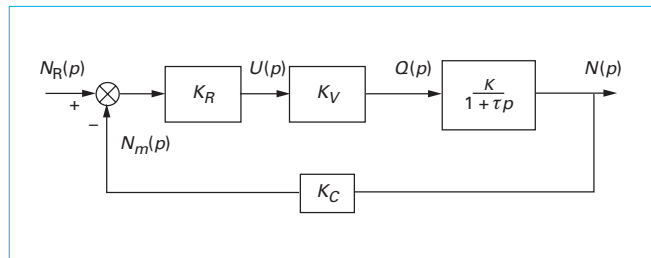 N_R(p) U(p) Q(p) N(p)
+ K_R K_V K
1 + τp
−
N_m(p)
K_C